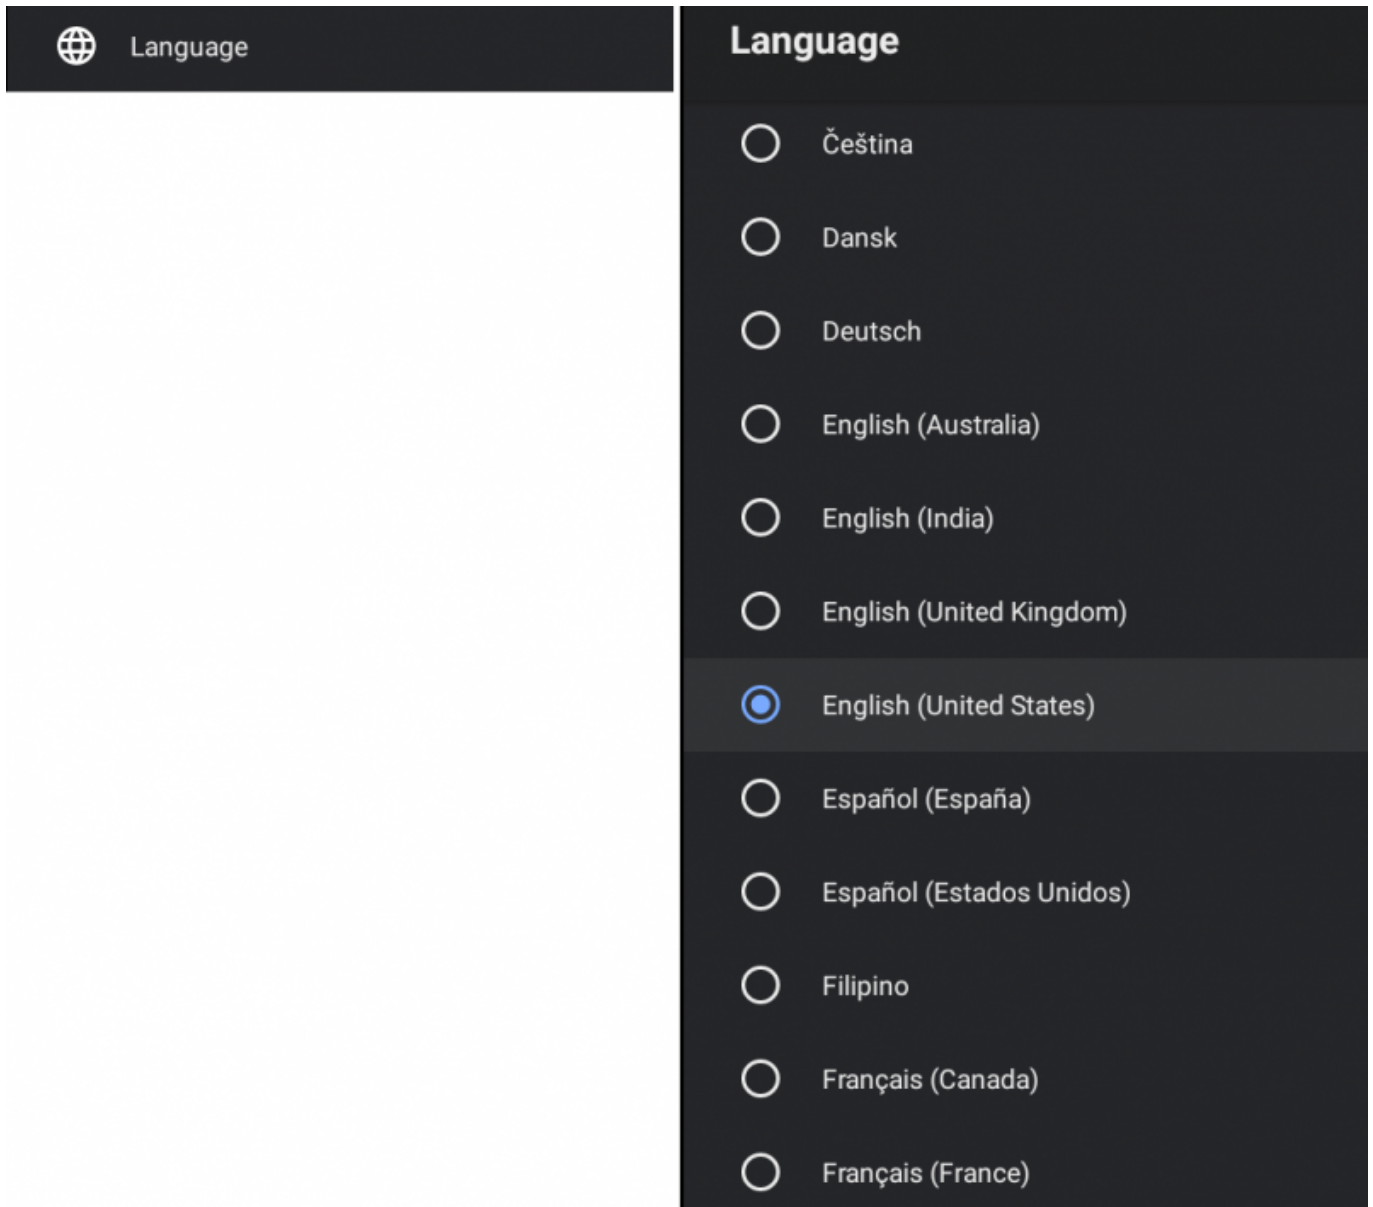 Language
Language
Čeština
Dansk
Deutsch
English (Australia)
English (India)
English (United Kingdom)
English (United States)
Español (España)
Español (Estados Unidos)
Filipino
Français (Canada)
Français (France)